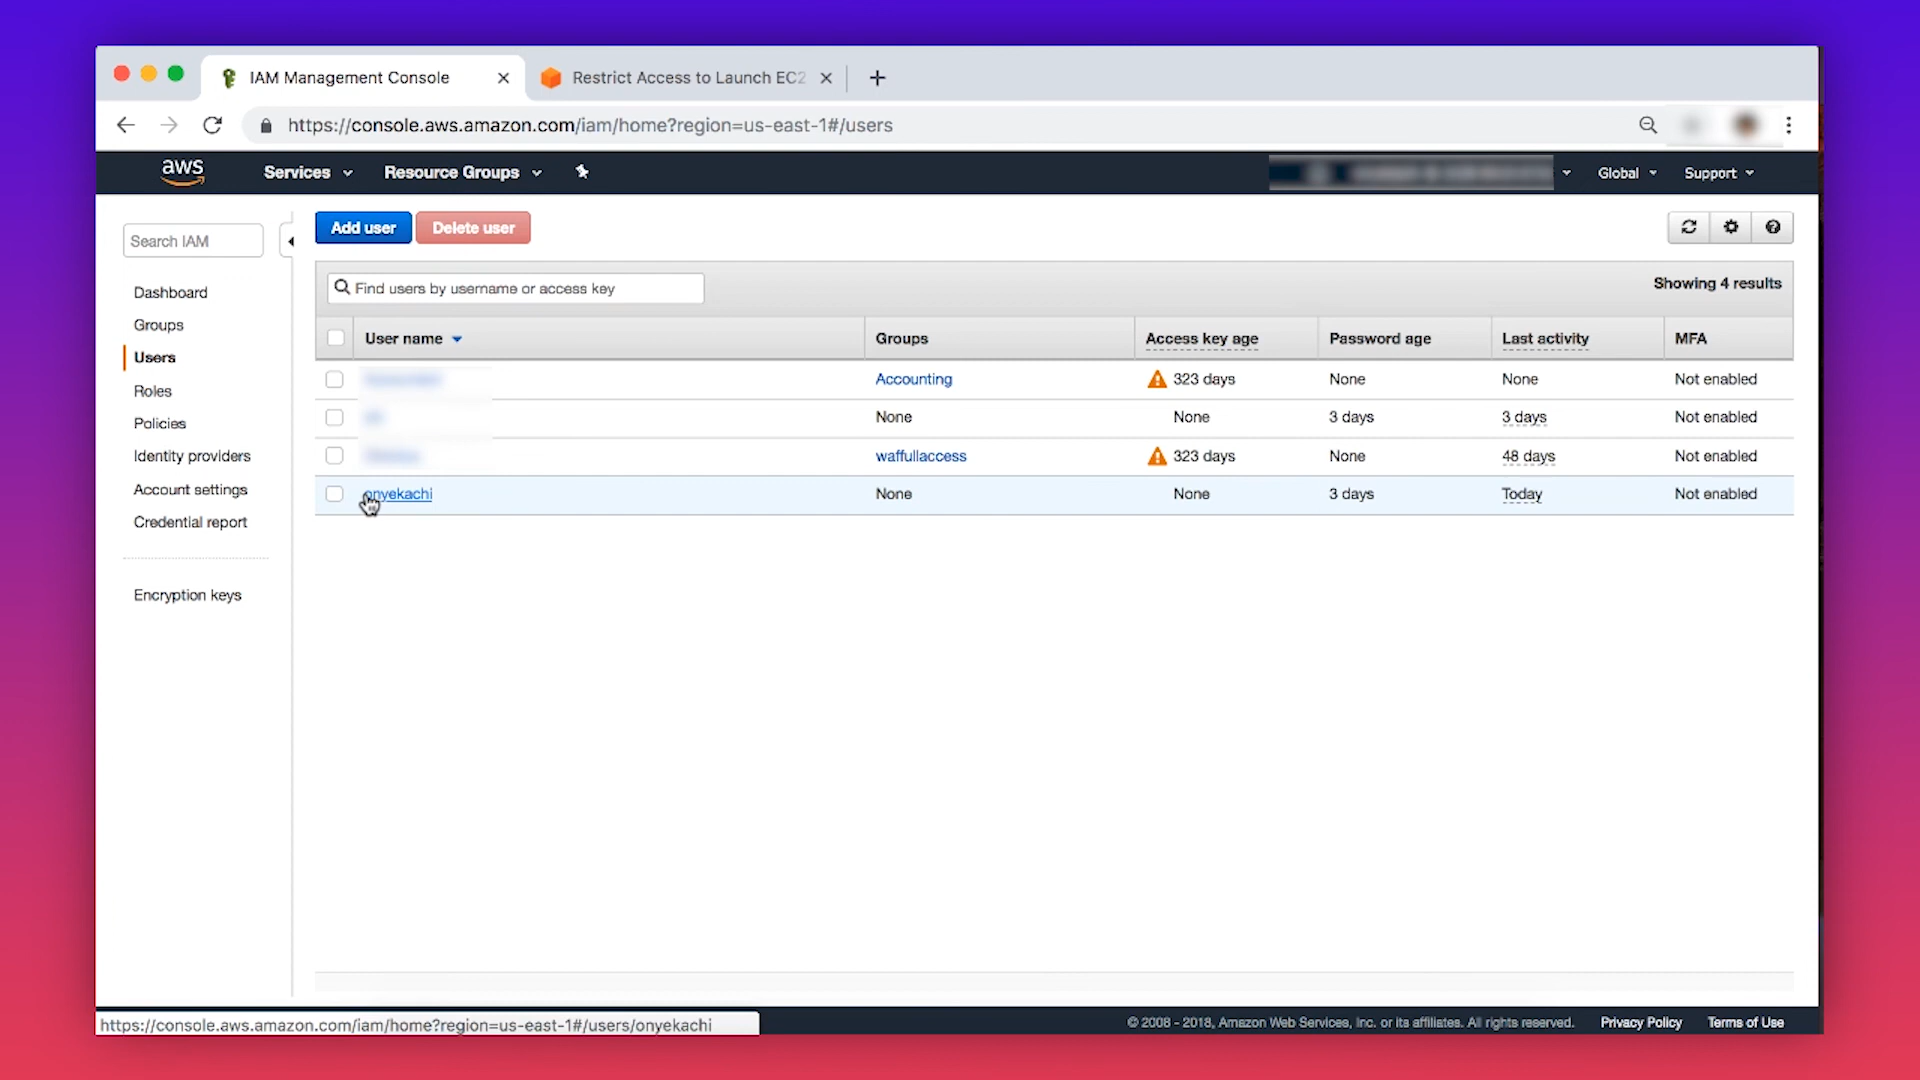 IAM Management Console
Restrict Access to Launch EC2
https://console.aws.amazon.com/iam/home?region=us-east-1#/users
aws Services Resource Groups Global Support
Search IAM
Dashboard
Groups
Users
Roles
Policies
Identity providers
Account settings
Credential report
Encryption keys
Add user Delete user
Find users by username or access key Showing 4 results
User name Groups Access key age Password age Last activity MFA
Accounting 323 days None None Not enabled
None None 3 days 3 days Not enabled
waffullaccess 323 days None 48 days Not enabled
onyekachi None None 3 days Today Not enabled
https://console.aws.amazon.com/iam/home?region=us-east-1#/users/onyekachi
© 2008 - 2018, Amazon Web Services, Inc. or its affiliates. All rights reserved. Privacy Policy Terms of Use